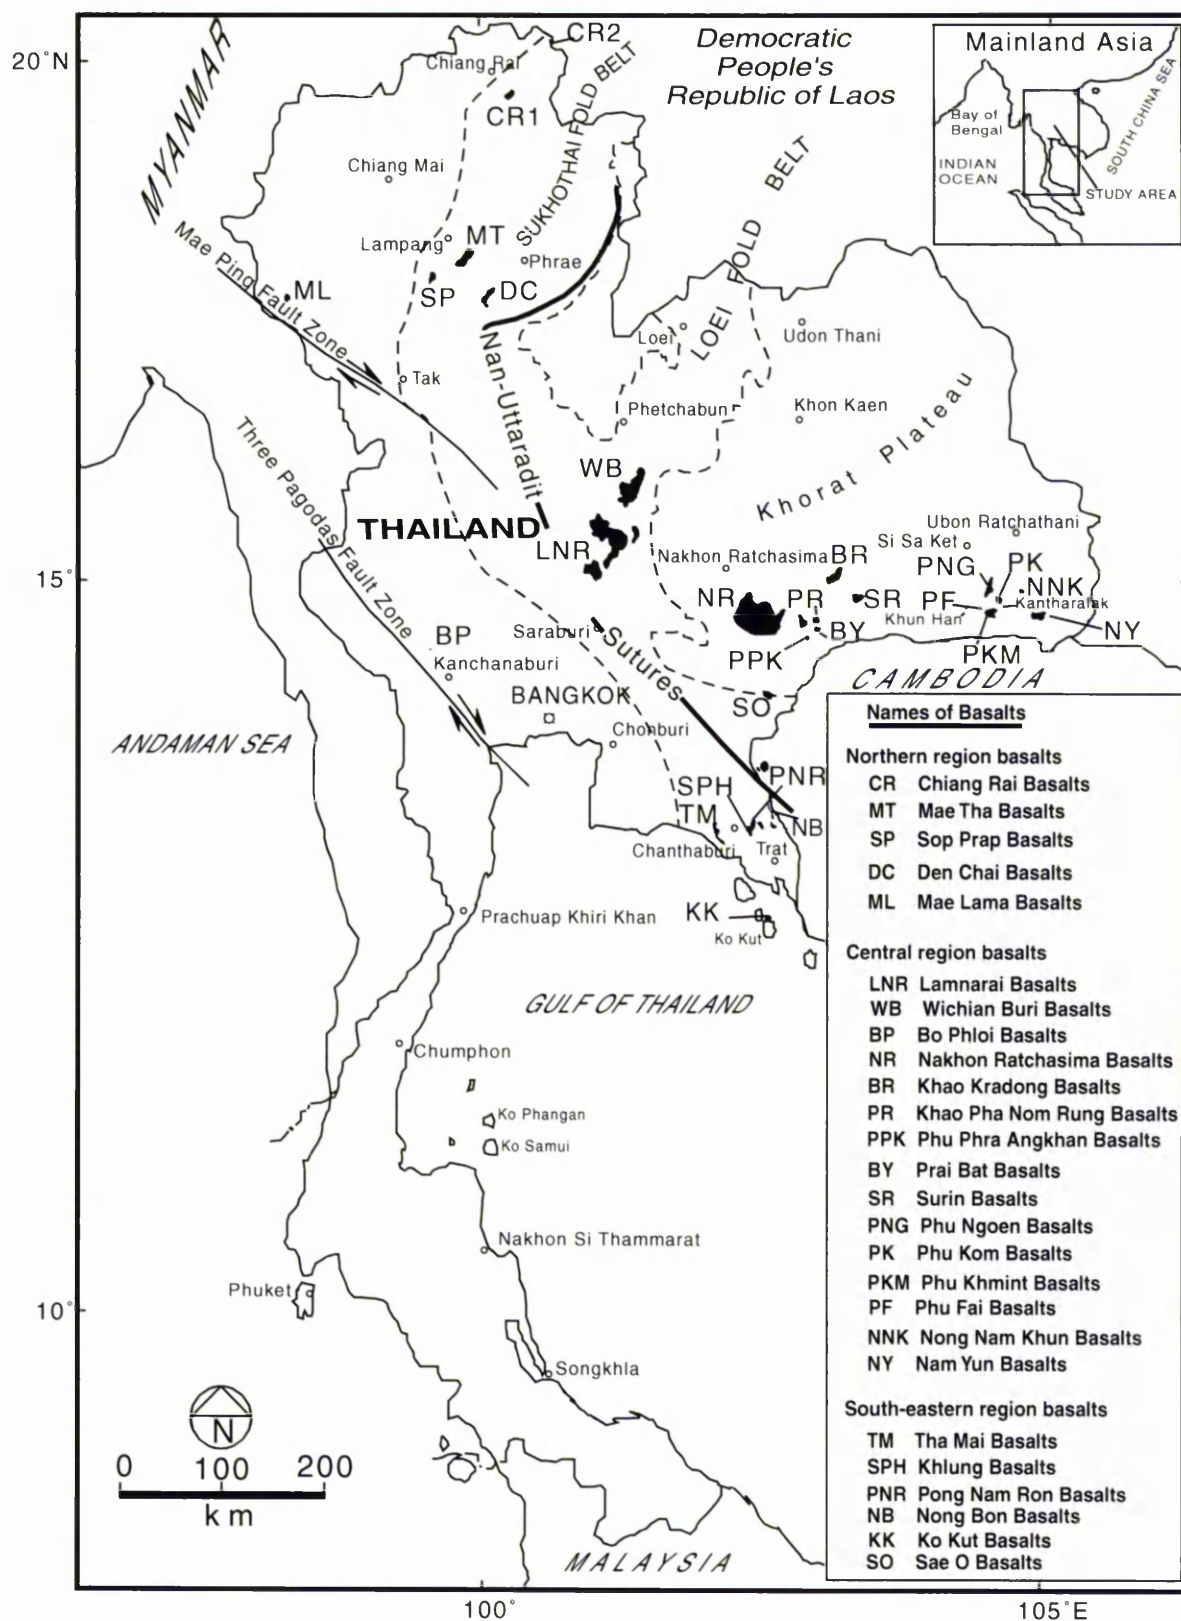 20°N
15°
10°
100°
105°E
MYANMAR
Democratic
People's
Republic of Laos
Mainland Asia
Bay of
Bengal
INDIAN
OCEAN
SOUTH CHINA SEA
STUDY AREA
CR2
Chiang Rai
CR1
SUKHOTHAI FOLD BELT
Chiang Mai
Lampang
MT
Phrae
SP
DC
Mae Ping Fault Zone
ML
LOEI FOLD BELT
Loei
Udon Thani
Tak
Nan-Uttaradit
Phetchabun
Khon Kaen
Khorat Plateau
Three Pagodas Fault Zone
WB
THAILAND
LNR
Nakhon Ratchasima
BR
Ubon Ratchathani
Si Sa Ket
PNG
PK
NNK
Kantharalak
NR
PR
SR
PF
Khun Han
NY
BY
PPK
PKM
Saraburi
Sutures
BP
Kanchanaburi
BANGKOK
SO
CAMBODIA
Chonburi
ANDAMAN SEA
PNR
SPH
TM
NB
Chanthaburi
Trat
KK
Ko Kut
Prachuap Khiri Khan
GULF OF THAILAND
Chumphon
Ko Phangan
Ko Samui
Nakhon Si Thammarat
Phuket
Songkhla
MALAYSIA
N
0 100 200
km
Names of Basalts
Northern region basalts
CR Chiang Rai Basalts
MT Mae Tha Basalts
SP Sop Prap Basalts
DC Den Chai Basalts
ML Mae Lama Basalts
Central region basalts
LNR Lamnarai Basalts
WB Wichian Buri Basalts
BP Bo Phloi Basalts
NR Nakhon Ratchasima Basalts
BR Khao Kradong Basalts
PR Khao Pha Nom Rung Basalts
PPK Phu Phra Angkhan Basalts
BY Prai Bat Basalts
SR Surin Basalts
PNG Phu Ngoen Basalts
PK Phu Kom Basalts
PKM Phu Khmint Basalts
PF Phu Fai Basalts
NNK Nong Nam Khun Basalts
NY Nam Yun Basalts
South-eastern region basalts
TM Tha Mai Basalts
SPH Khlung Basalts
PNR Pong Nam Ron Basalts
NB Nong Bon Basalts
KK Ko Kut Basalts
SO Sae O Basalts